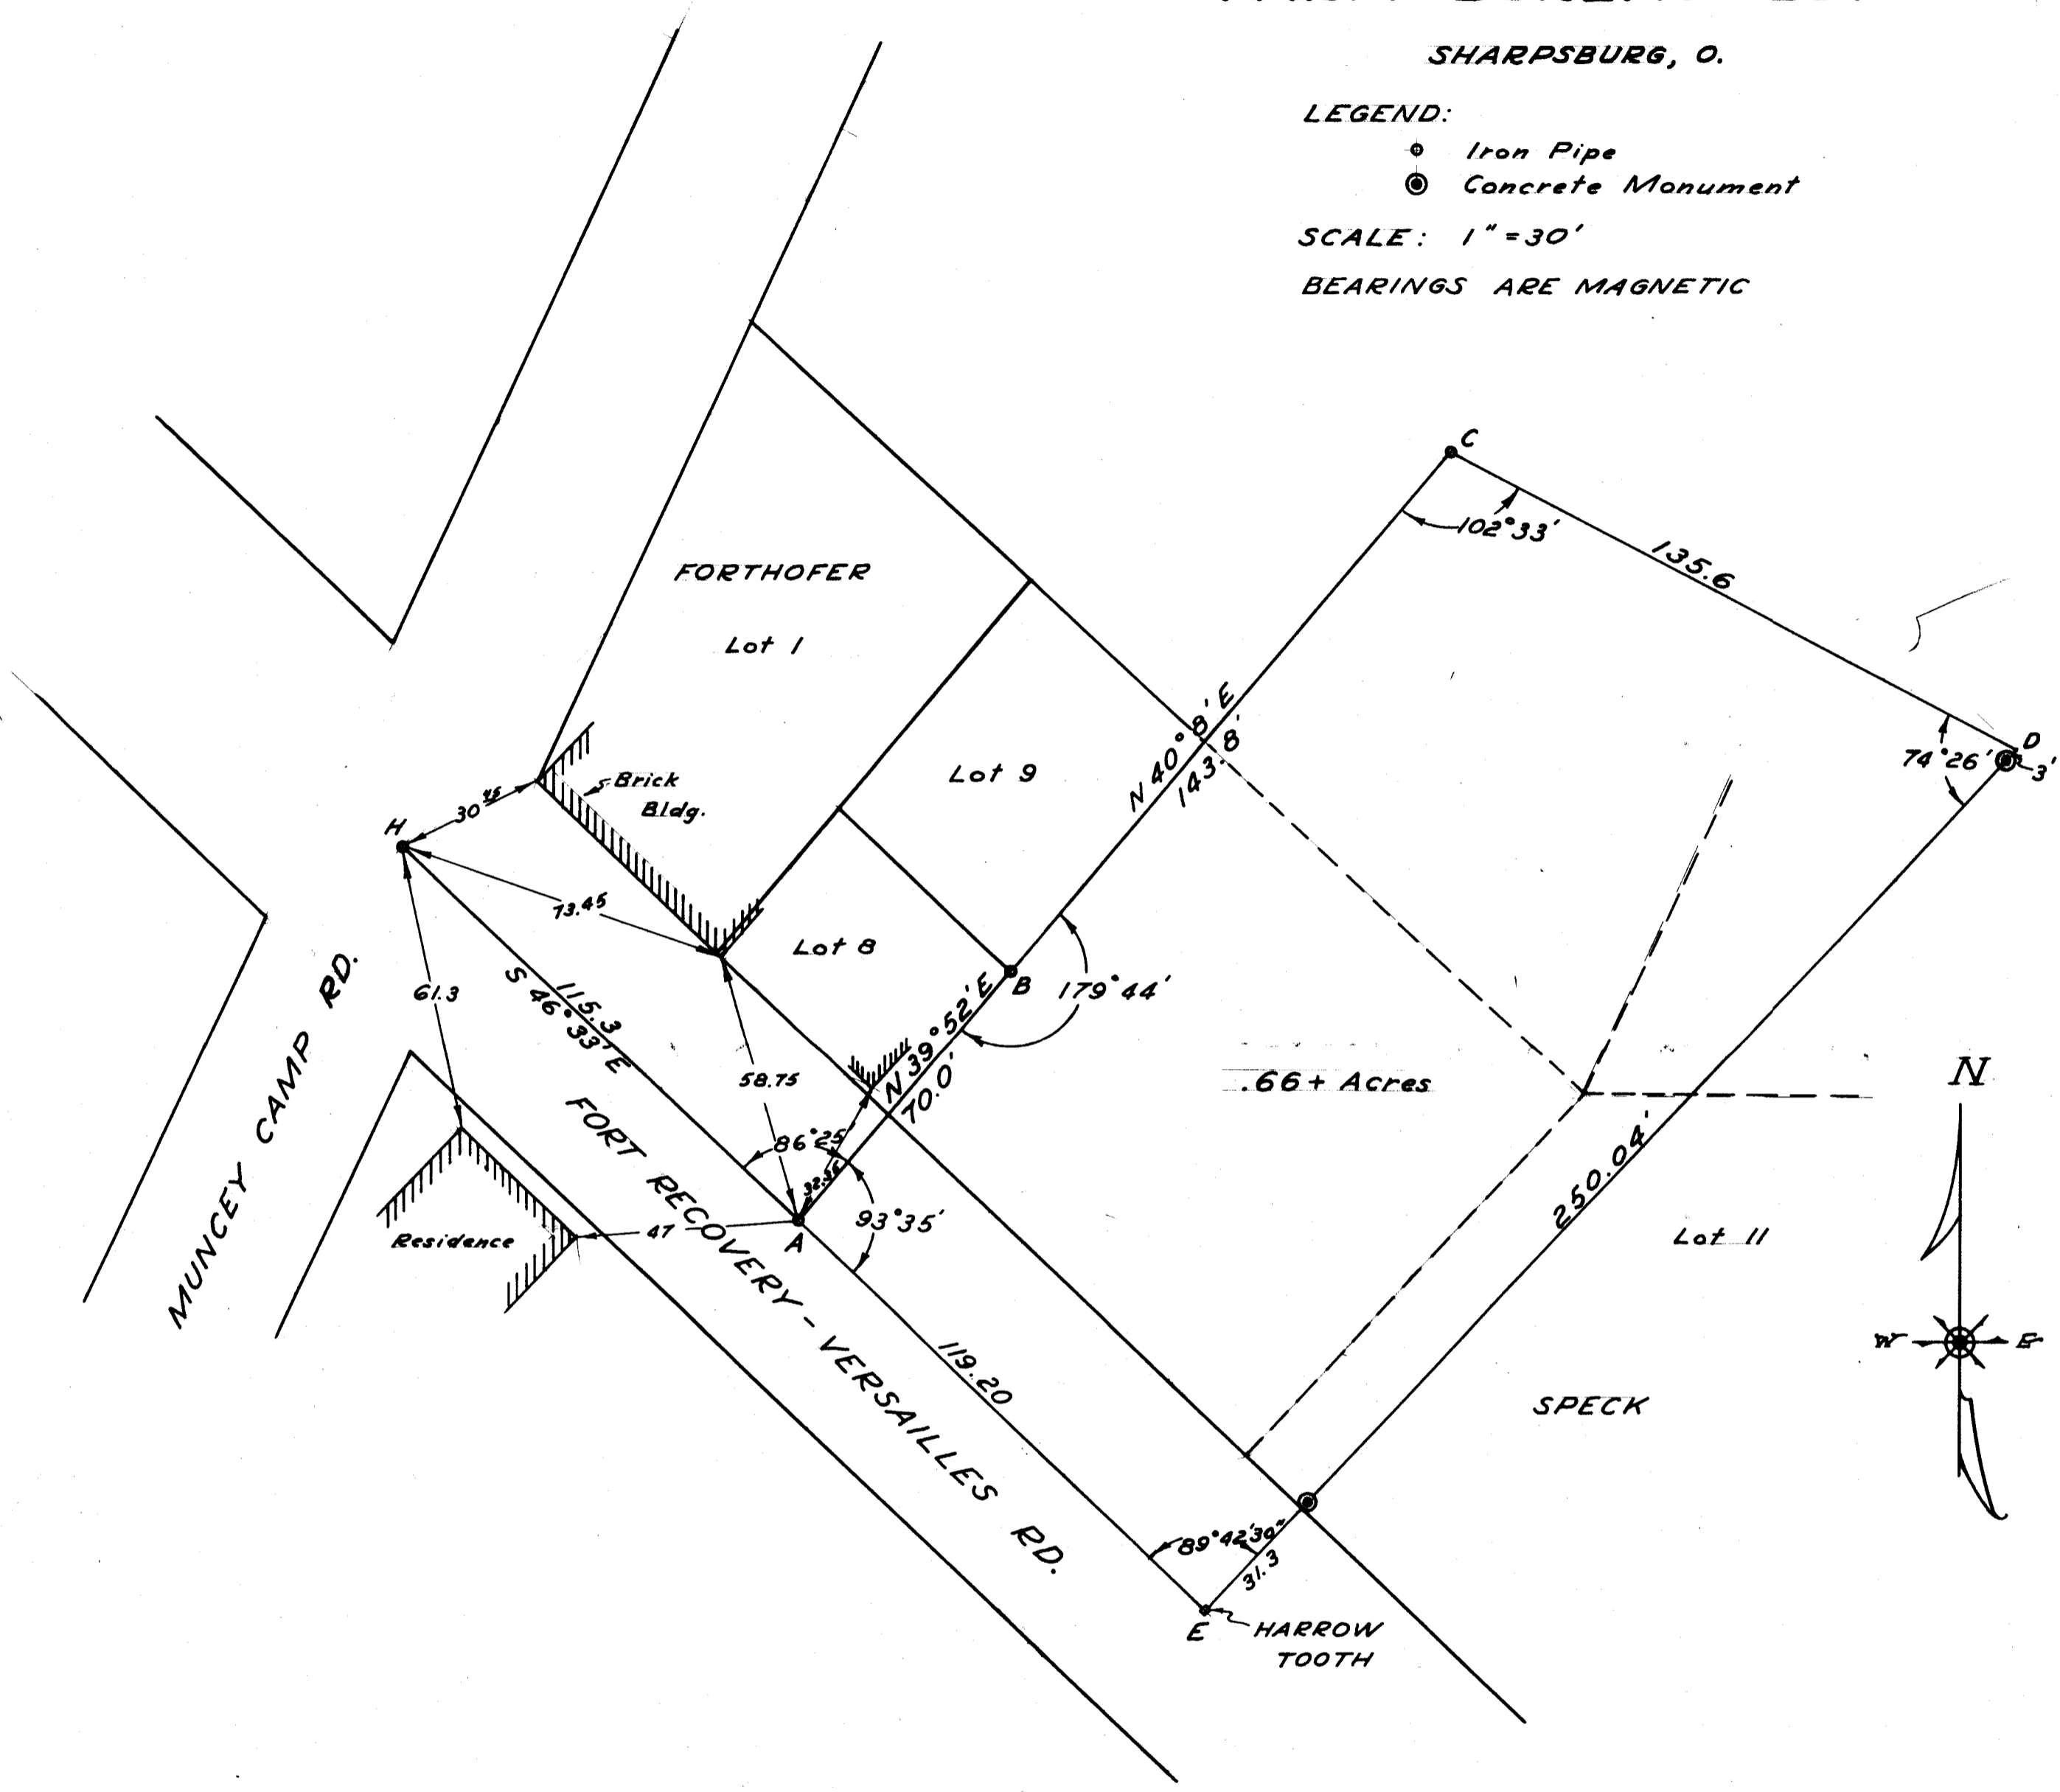 SHARPSBURG, O.
LEGEND:
Iron Pipe
Concrete Monument
SCALE: 1"=30'
BEARINGS ARE MAGNETIC
C
102°33'
135.6
FORTHOFER
Lot 1
N 40°8' E
143.8'
D
74°26'
3'
Lot 9
Brick
Bldg.
30 45
H
73.45
Lot 8
B
179°44'
61.3
115.3
S 46°33' E
N 39°52' E
70.0'
58.75
.66+ Acres
N
MUNCEY CAMP RD.
FORT RECOVERY - VERSAILLES RD.
86°25'
93°35'
47
A
Residence
250.04'
Lot 11
W
E
119.20
SPECK
89°42'30"
31.3
E
HARROW
TOOTH